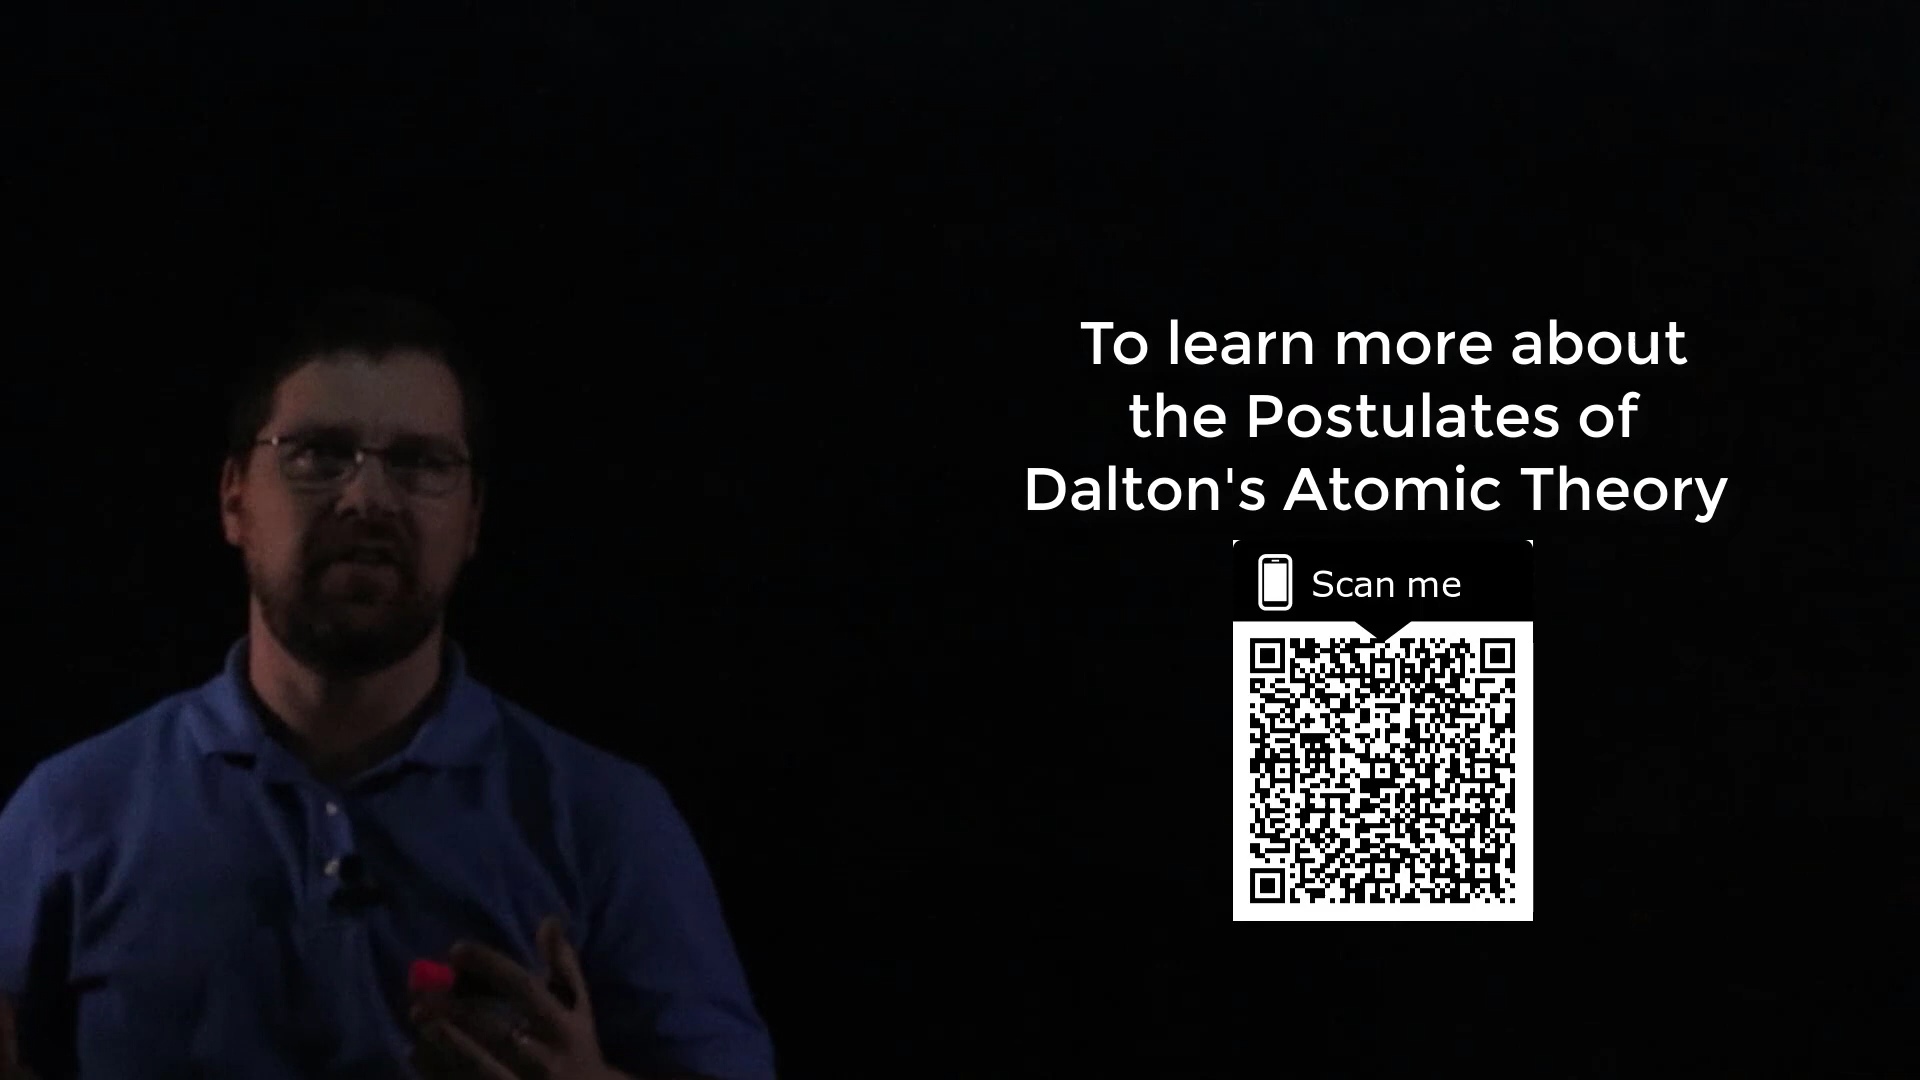 To learn more about
the Postulates of
Dalton's Atomic Theory
Scan me